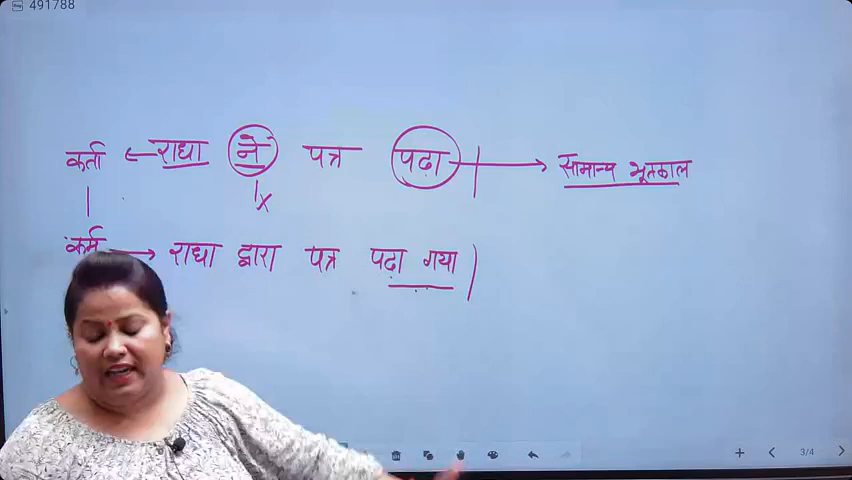 491788
कर्ता ← राधा ने पत्र पढ़ा | → सामान्य भूतकाल
x
कर्म → राधा द्वारा पत्र पढ़ा गया |
3/4